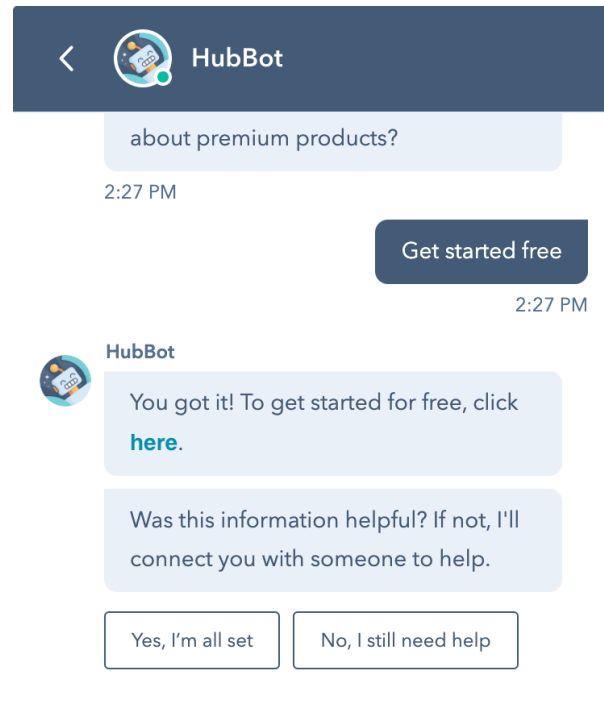 HubBot
about premium products?
2:27 PM
Get started free
2:27 PM
HubBot
You got it! To get started for free, click
here.
Was this information helpful? If not, I'll
connect you with someone to help.
Yes, I’m all set
No, I still need help